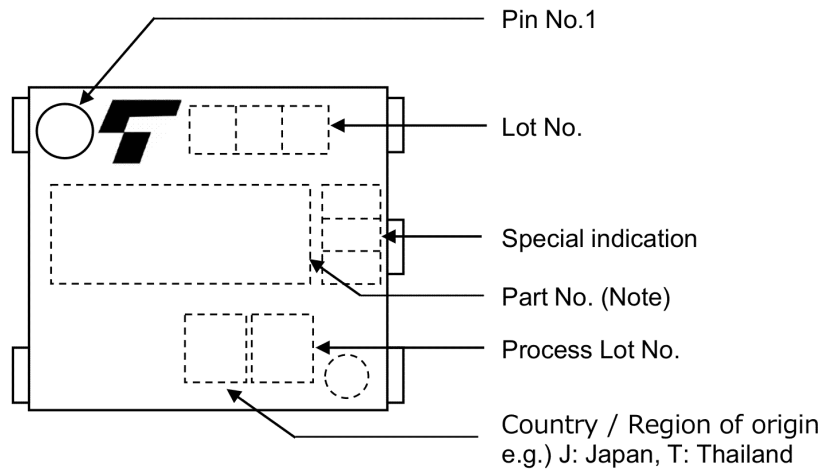 Pin No.1
Lot No.
Special indication
Part No. (Note)
Process Lot No.
Country / Region of origin
e.g.) J: Japan, T: Thailand